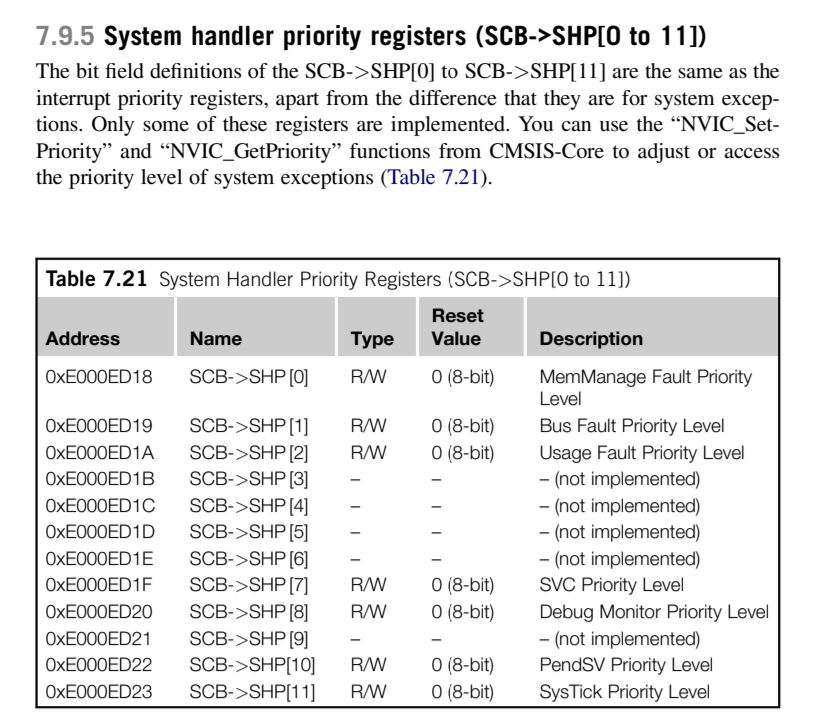 7.9.5 System handler priority registers (SCB->SHP[0 to 11])
The bit field definitions of the SCB->SHP[0] to SCB->SHP[11] are the same as the
interrupt priority registers, apart from the difference that they are for system excep-
tions. Only some of these registers are implemented. You can use the “NVIC_Set-
Priority” and “NVIC_GetPriority” functions from CMSIS-Core to adjust or access
the priority level of system exceptions (Table 7.21).
Table 7.21 System Handler Priority Registers (SCB->SHP[0 to 11])
Address Name Type Reset Value Description
0xE000ED18 SCB->SHP[0] R/W 0 (8-bit) MemManage Fault Priority
Level
0xE000ED19 SCB->SHP[1] R/W 0 (8-bit) Bus Fault Priority Level
0xE000ED1A SCB->SHP[2] R/W 0 (8-bit) Usage Fault Priority Level
0xE000ED1B SCB->SHP[3] – – – (not implemented)
0xE000ED1C SCB->SHP[4] – – – (not implemented)
0xE000ED1D SCB->SHP[5] – – – (not implemented)
0xE000ED1E SCB->SHP[6] – – – (not implemented)
0xE000ED1F SCB->SHP[7] R/W 0 (8-bit) SVC Priority Level
0xE000ED20 SCB->SHP[8] R/W 0 (8-bit) Debug Monitor Priority Level
0xE000ED21 SCB->SHP[9] – – – (not implemented)
0xE000ED22 SCB->SHP[10] R/W 0 (8-bit) PendSV Priority Level
0xE000ED23 SCB->SHP[11] R/W 0 (8-bit) SysTick Priority Level